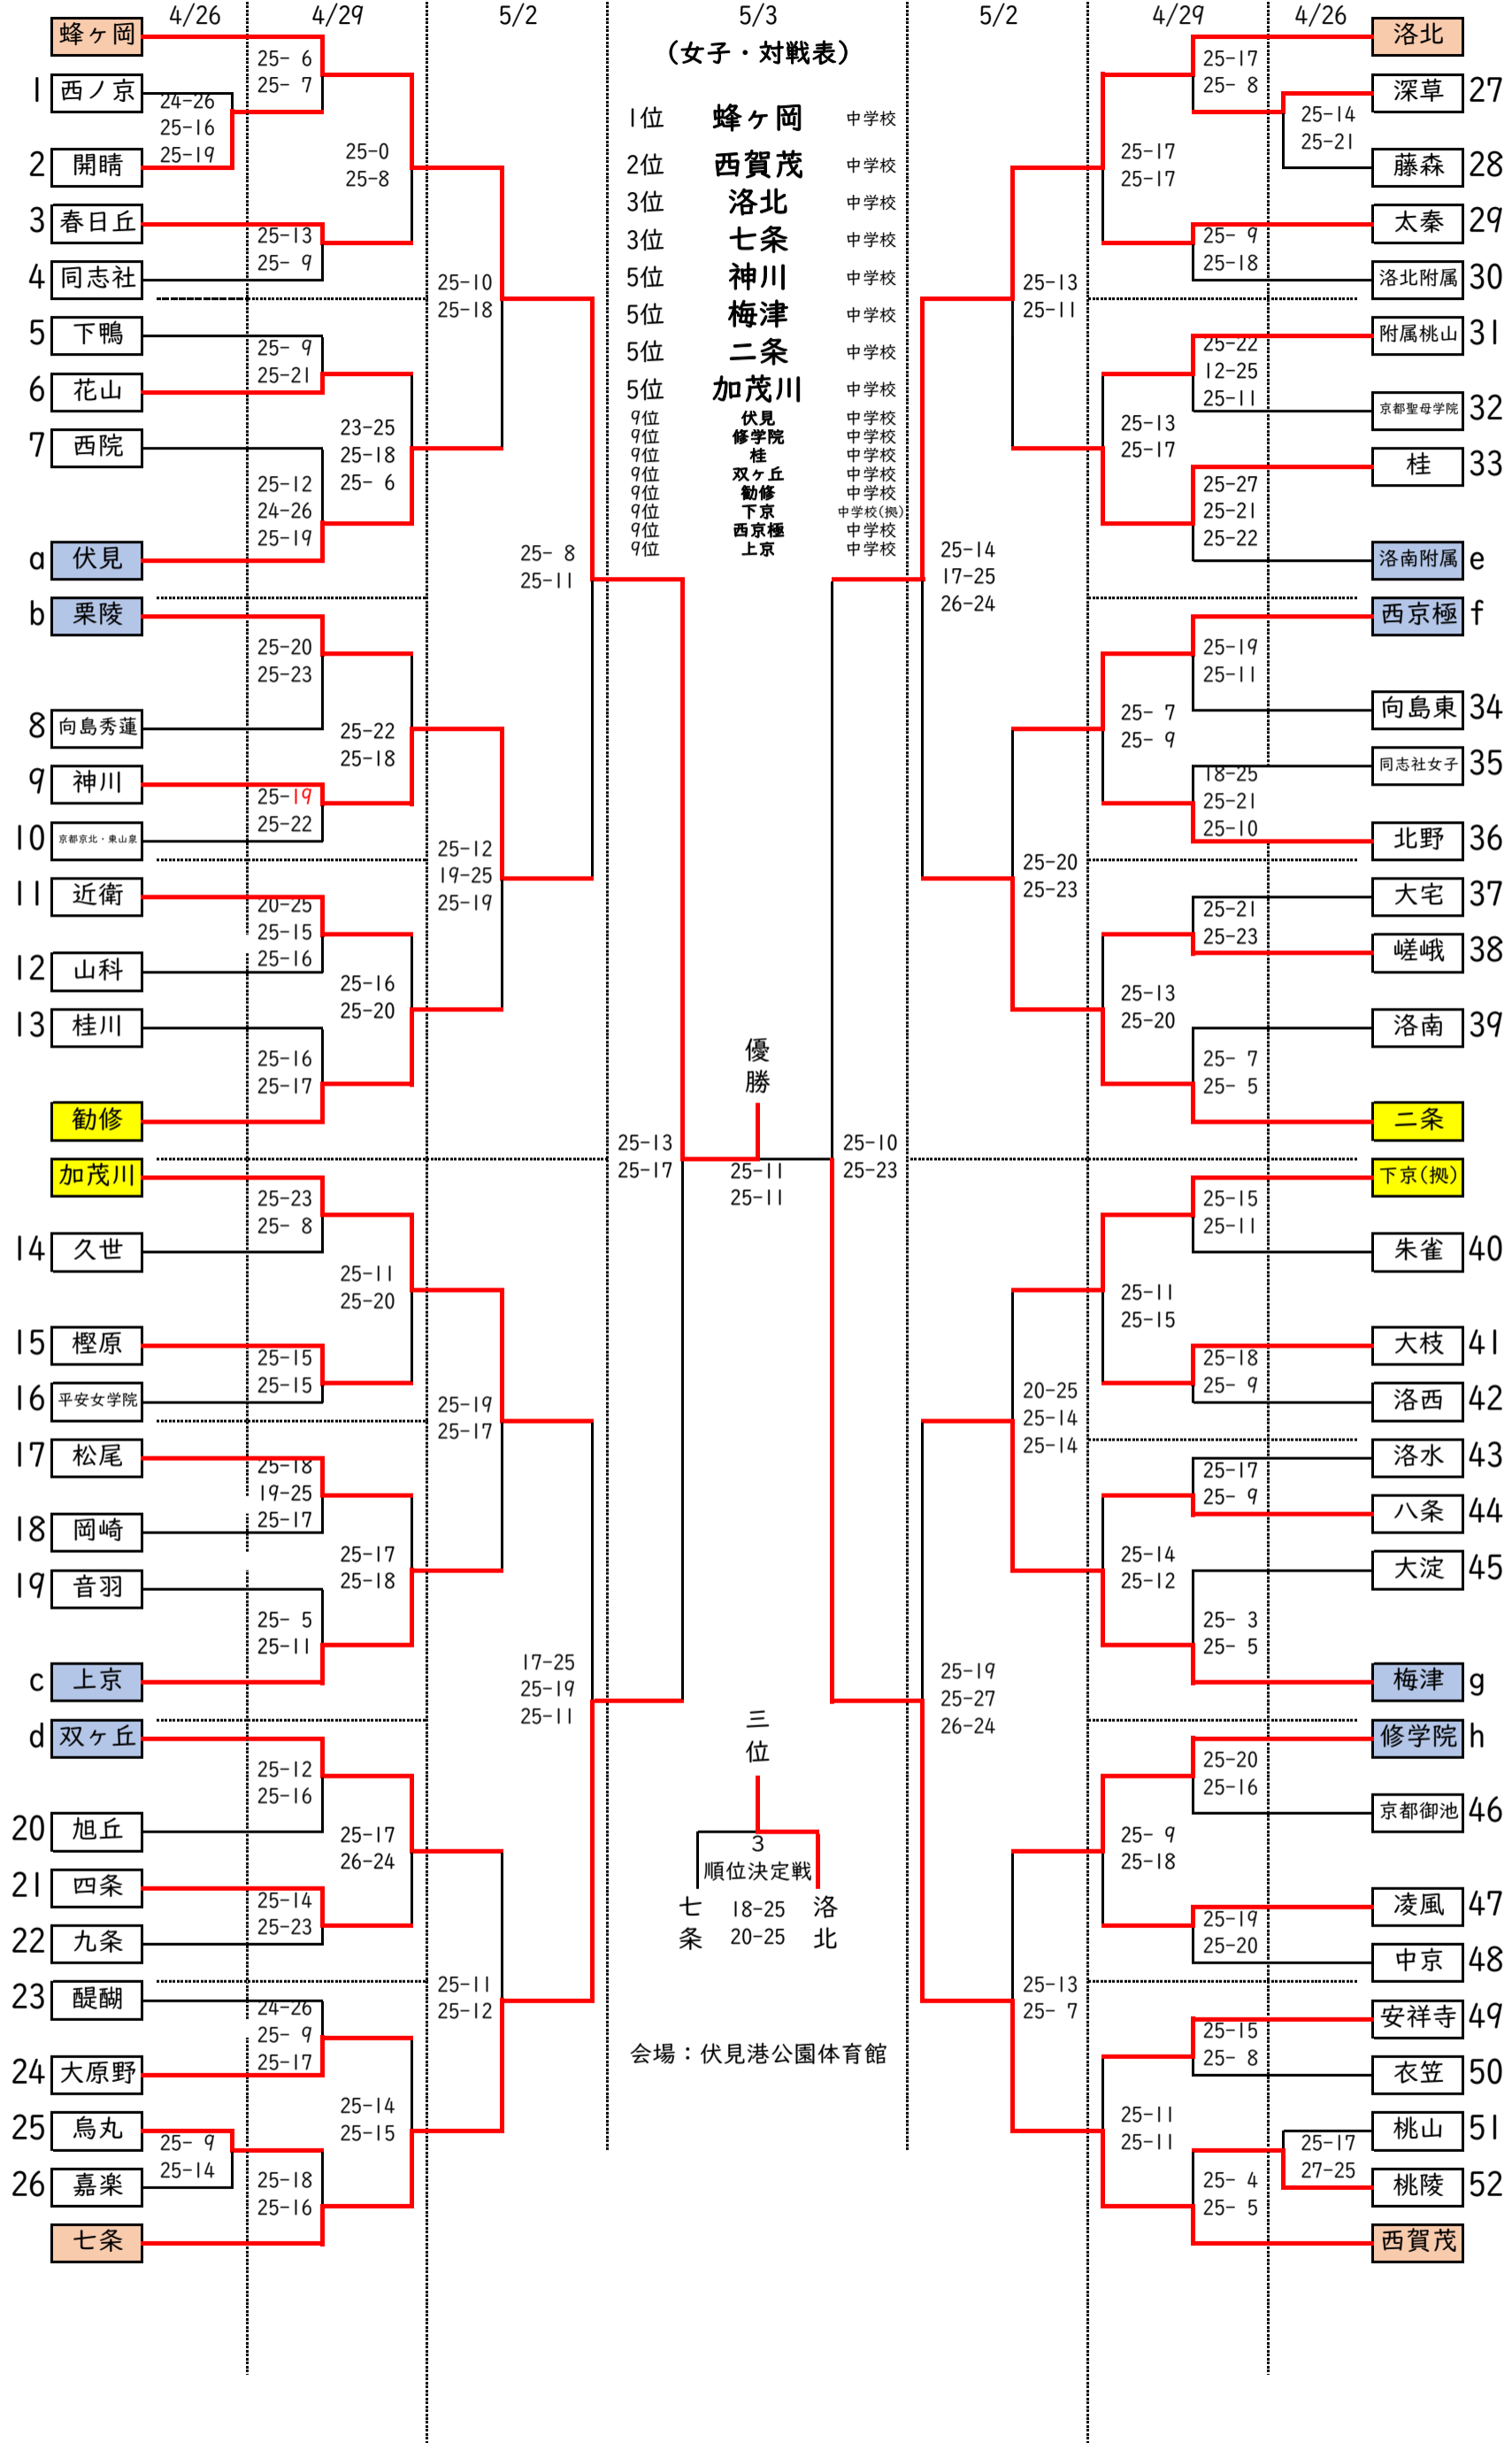 4/26 4/29 5/2 5/3 5/2 4/29 4/26
(女子・対戦表)
蜂ヶ岡
1 西ノ京
2 開晴
3 春日丘
4 同志社
5 下鴨
6 花山
7 西院
a 伏見
b 栗陵
8 向島秀蓮
9 神川
10 京都京北・東山泉
11 近衛
12 山科
13 桂川
勧修
加茂川
14 久世
15 樫原
16 平安女学院
17 松尾
18 岡崎
19 音羽
c 上京
d 双ヶ丘
20 旭丘
21 四条
22 九条
23 醍醐
24 大原野
25 烏丸
26 嘉楽
七条
24-26
25-16
25-19
25- 9
25-14
25- 6
25- 7
25-13
25- 9
25- 9
25-21
25-12
24-26
25-19
25-20
25-23
25-19
25-22
20-25
25-15
25-16
25-16
25-17
25-23
25- 8
25-15
25-15
25-18
19-25
25-17
25- 5
25-11
25-12
25-16
25-14
25-23
24-26
25- 9
25-17
25-18
25-16
25-0
25-8
23-25
25-18
25- 6
25-22
25-18
25-16
25-20
25-11
25-20
25-17
25-18
25-17
26-24
25-14
25-15
25-10
25-18
25-12
19-25
25-19
25-19
25-17
25-11
25-12
25- 8
25-11
17-25
25-19
25-11
1位 蜂ヶ岡 中学校
2位 西賀茂 中学校
3位 洛北 中学校
3位 七条 中学校
5位 神川 中学校
5位 梅津 中学校
5位 二条 中学校
5位 加茂川 中学校
9位 伏見 中学校
9位 修学院 中学校
9位 桂 中学校
9位 双ヶ丘 中学校
9位 勧修 中学校
9位 下京 中学校(拠)
9位 西京極 中学校
9位 上京 中学校
優勝
25-13
25-17
25-11
25-11
25-10
25-23
三位
3
順位決定戦
七条 18-25 洛北
20-25
会場：伏見港公園体育館
25-14
17-25
26-24
25-19
25-27
26-24
25-13
25-11
25-20
25-23
20-25
25-14
25-14
25-13
25- 7
25-17
25-17
25-13
25-17
25- 7
25- 9
25-13
25-20
25-11
25-15
25-14
25-12
25- 9
25-18
25-11
25-11
25-17
25- 8
25- 9
25-18
25-22
12-25
25-11
25-27
25-21
25-22
25-19
25-11
18-25
25-21
25-10
25-21
25-23
25- 7
25- 5
25-15
25-11
25-18
25- 9
25-17
25- 9
25- 3
25- 5
25-20
25-16
25-19
25-20
25-15
25- 8
25- 4
25- 5
25-14
25-21
25-17
27-25
洛北
深草 27
藤森 28
太秦 29
洛北附属 30
附属桃山 31
京都聖母学院 32
桂 33
洛南附属 e
西京極 f
向島東 34
同志社女子 35
北野 36
大宅 37
嵯峨 38
洛南 39
二条
下京(拠)
朱雀 40
大枝 41
洛西 42
洛水 43
八条 44
大淀 45
梅津 g
修学院 h
京都御池 46
凌風 47
中京 48
安祥寺 49
衣笠 50
桃山 51
桃陵 52
西賀茂